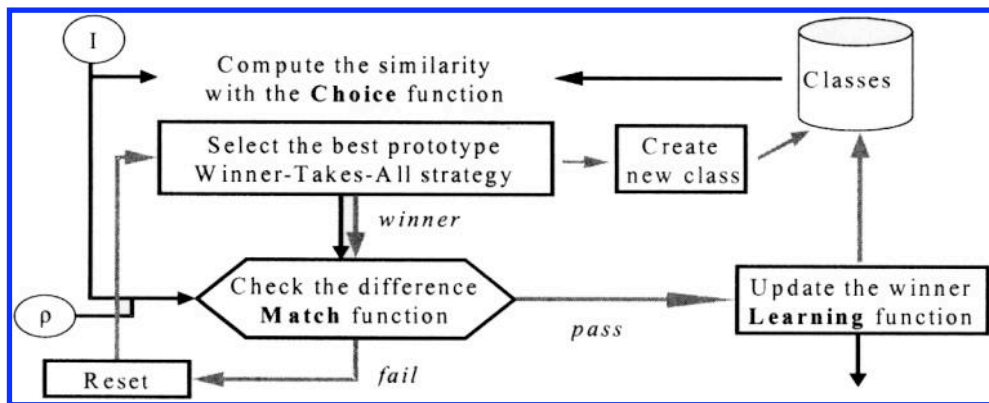 I
Compute the similarity
with the Choice function
Classes
Select the best prototype
Winner-Takes-All strategy
Create
new class
winner
ρ
Check the difference
Match function
pass
Update the winner
Learning function
Reset
fail